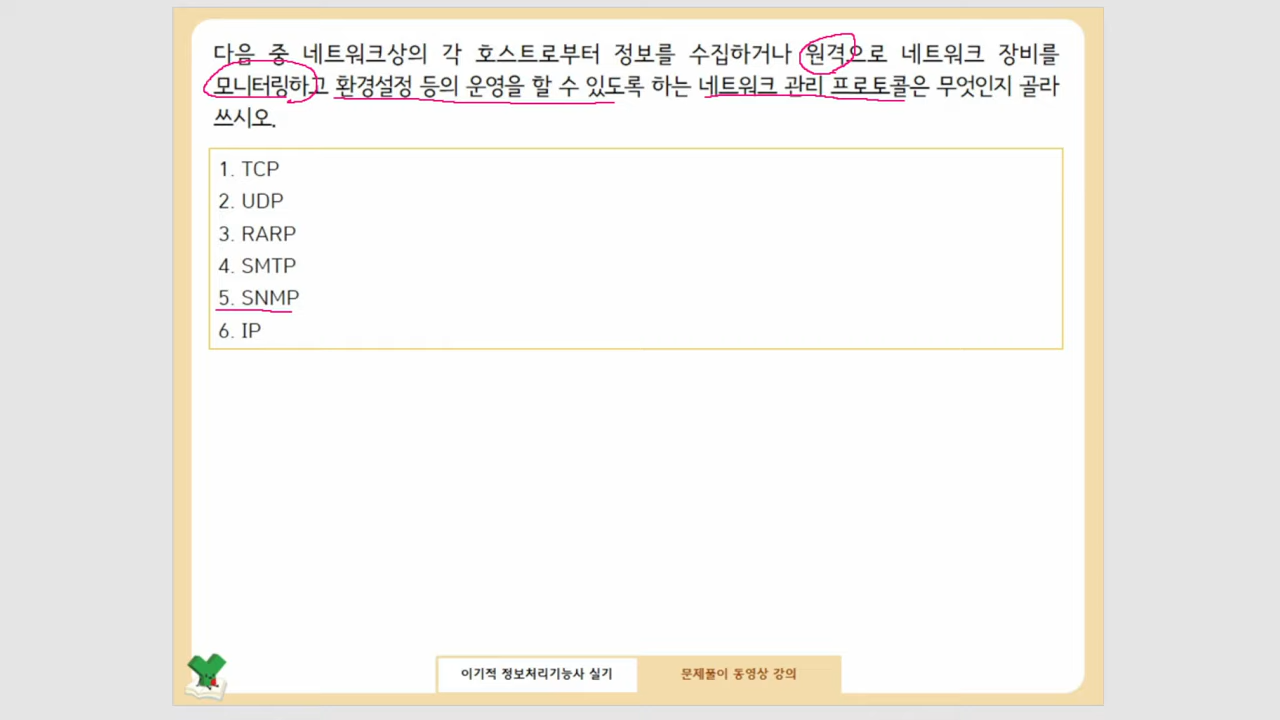 다음 중 네트워크상의 각 호스트로부터 정보를 수집하거나 원격으로 네트워크 장비를
모니터링하고 환경설정 등의 운영을 할 수 있도록 하는 네트워크 관리 프로토콜은 무엇인지 골라
쓰시오.
1. TCP
2. UDP
3. RARP
4. SMTP
5. SNMP
6. IP
이기적 정보처리기능사 실기
문제풀이 동영상 강의